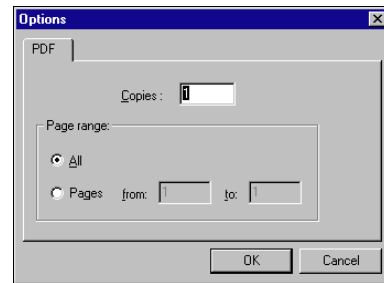 Options
PDF
Copies : 1
Page range:
All
Pages from: 1 to: 1
OK Cancel